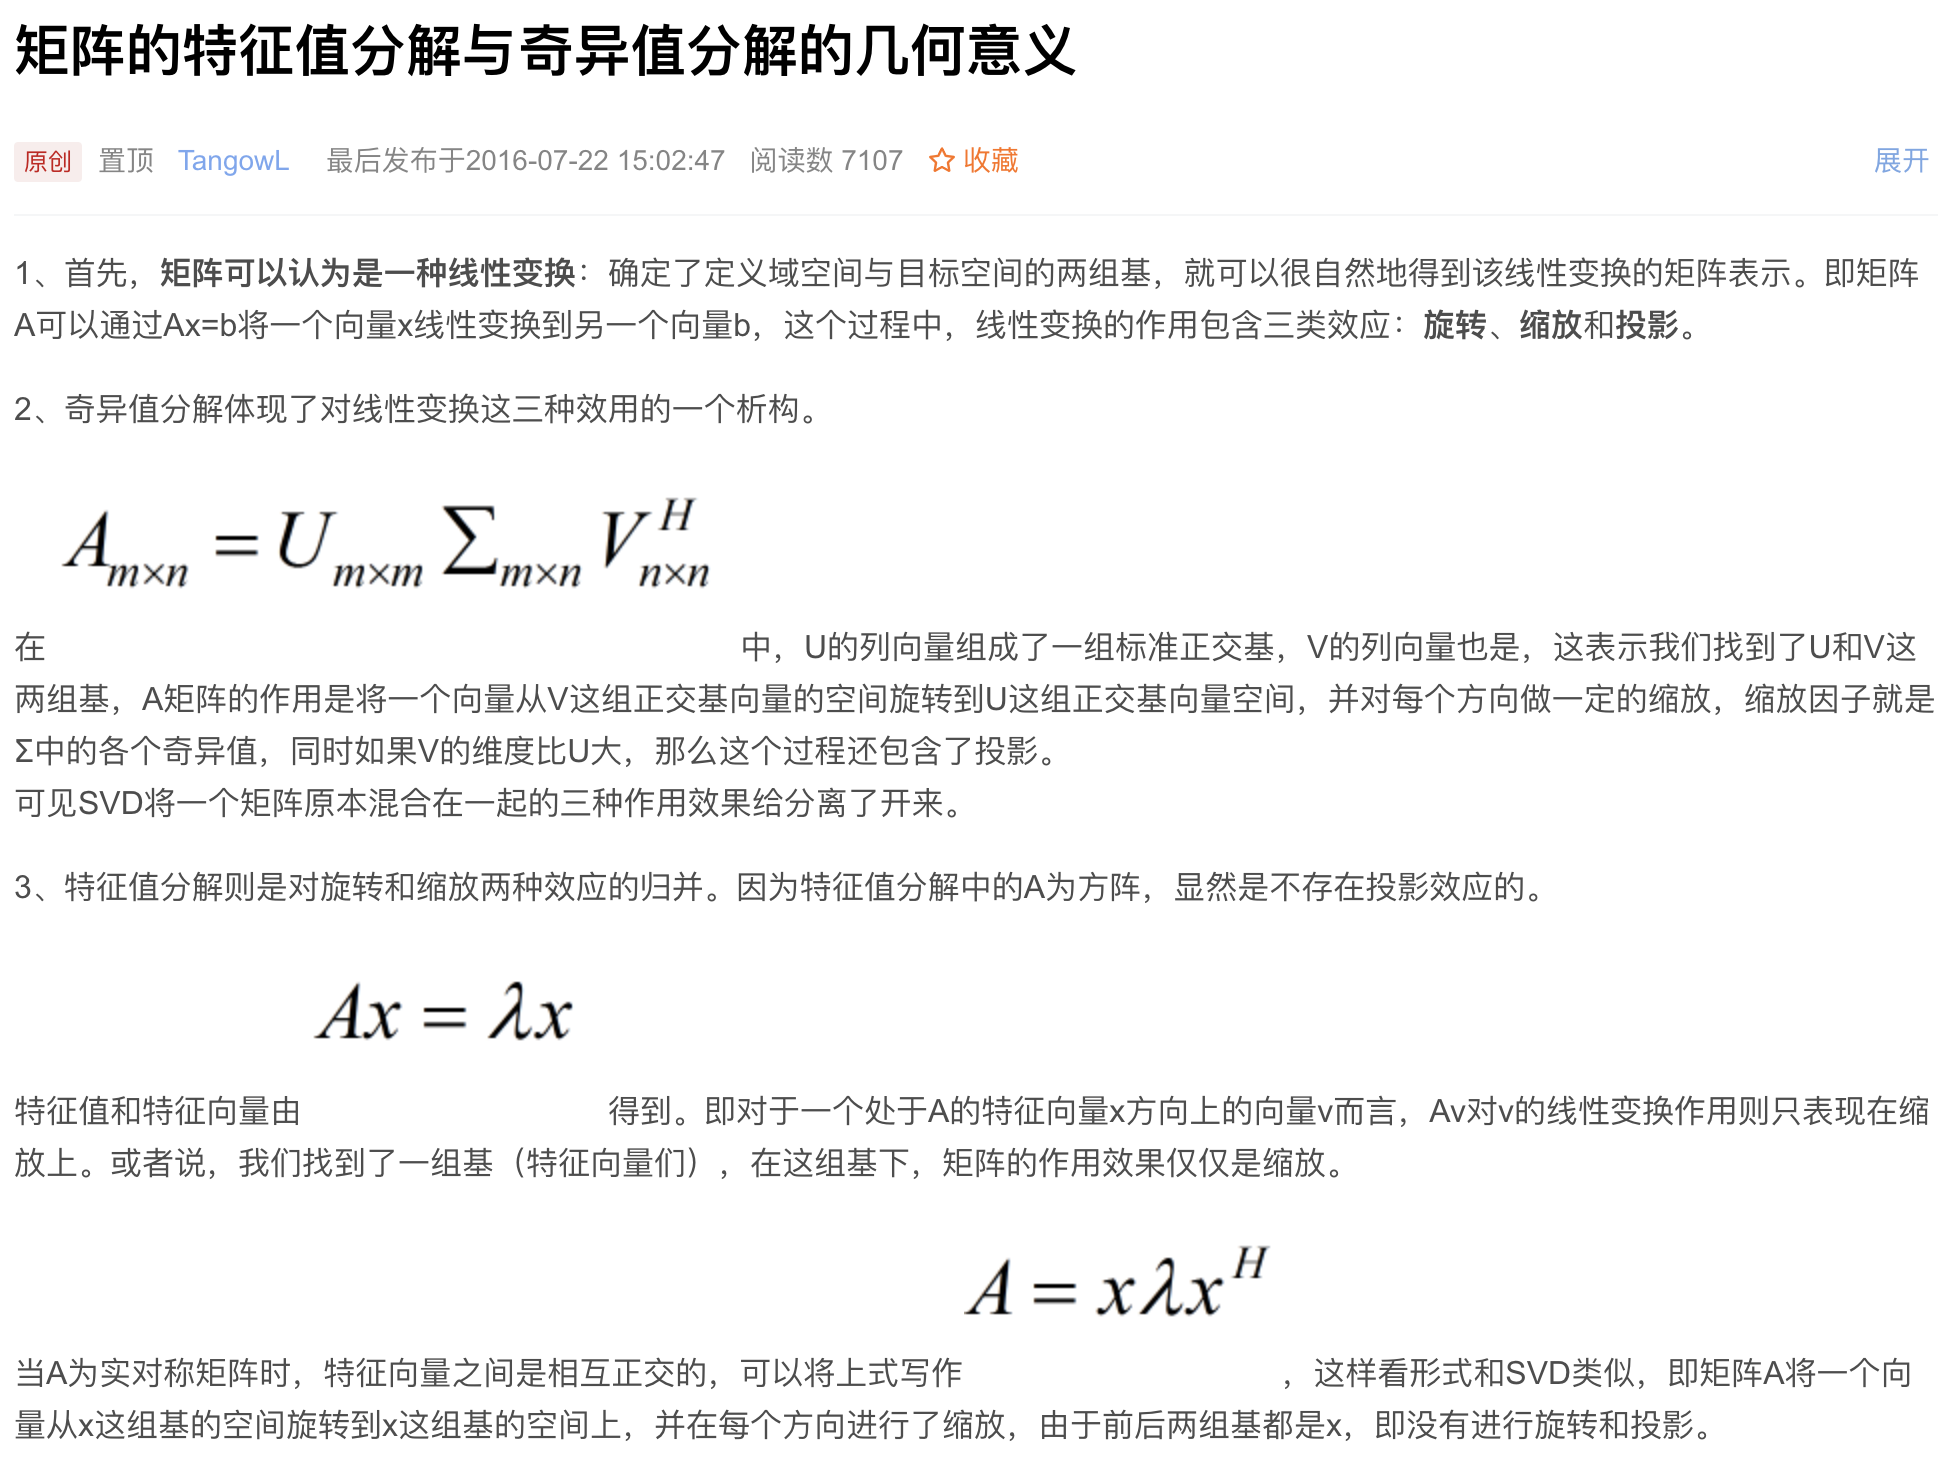 矩阵的特征值分解与奇异值分解的几何意义
原创 置顶 TangowL 最后发布于2016-07-22 15:02:47 阅读数 7107 ☆ 收藏 展开
1、首先，矩阵可以认为是一种线性变换：确定了定义域空间与目标空间的两组基，就可以很自然地得到该线性变换的矩阵表示。即矩阵
A可以通过Ax=b将一个向量x线性变换到另一个向量b，这个过程中，线性变换的作用包含三类效应：旋转、缩放和投影。
2、奇异值分解体现了对线性变换这三种效用的一个析构。
A_{m×n} = U_{m×m} Σ_{m×n} V^H_{n×n}
在 中，U的列向量组成了一组标准正交基，V的列向量也是，这表示我们找到了U和V这
两组基，A矩阵的作用是将一个向量从V这组正交基向量的空间旋转到U这组正交基向量空间，并对每个方向做一定的缩放，缩放因子就是
Σ中的各个奇异值，同时如果V的维度比U大，那么这个过程还包含了投影。
可见SVD将一个矩阵原本混合在一起的三种作用效果给分离了开来。
3、特征值分解则是对旋转和缩放两种效应的归并。因为特征值分解中的A为方阵，显然是不存在投影效应的。
Ax = λx
特征值和特征向量由 得到。即对于一个处于A的特征向量x方向上的向量v而言，Av对v的线性变换作用则只表现在缩
放上。或者说，我们找到了一组基（特征向量们），在这组基下，矩阵的作用效果仅仅是缩放。
A = xλx^H
当A为实对称矩阵时，特征向量之间是相互正交的，可以将上式写作 ，这样看形式和SVD类似，即矩阵A将一个向
量从x这组基的空间旋转到x这组基的空间上，并在每个方向进行了缩放，由于前后两组基都是x，即没有进行旋转和投影。